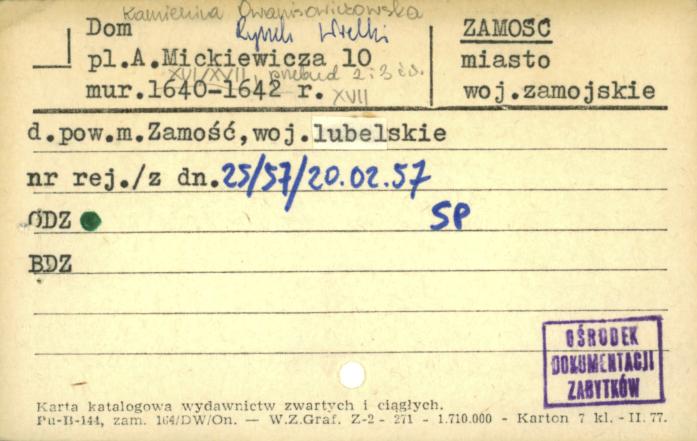 Kamienica
Dom Rynek Wielki
pl.A.Mickiewicza 10
XVI/XVII, przebud 2. i 3 ćw. XVII
mur.1640-1642 r.
ZAMOŚC
miasto
woj.zamojskie
d.pow.m.Zamość,woj.lubelskie
nr rej./z dn.25/57/20.02.57
ODZ SP
BDZ
OŚRODEK
DOKUMENTACJI
ZABYTKÓW
Karta katalogowa wydawnictw zwartych i ciągłych.
Pu-B-144, zam. 164/DW/On. — W.Z.Graf. Z-2 - 271 - 1.710.000 - Karton 7 kl. - II. 77.